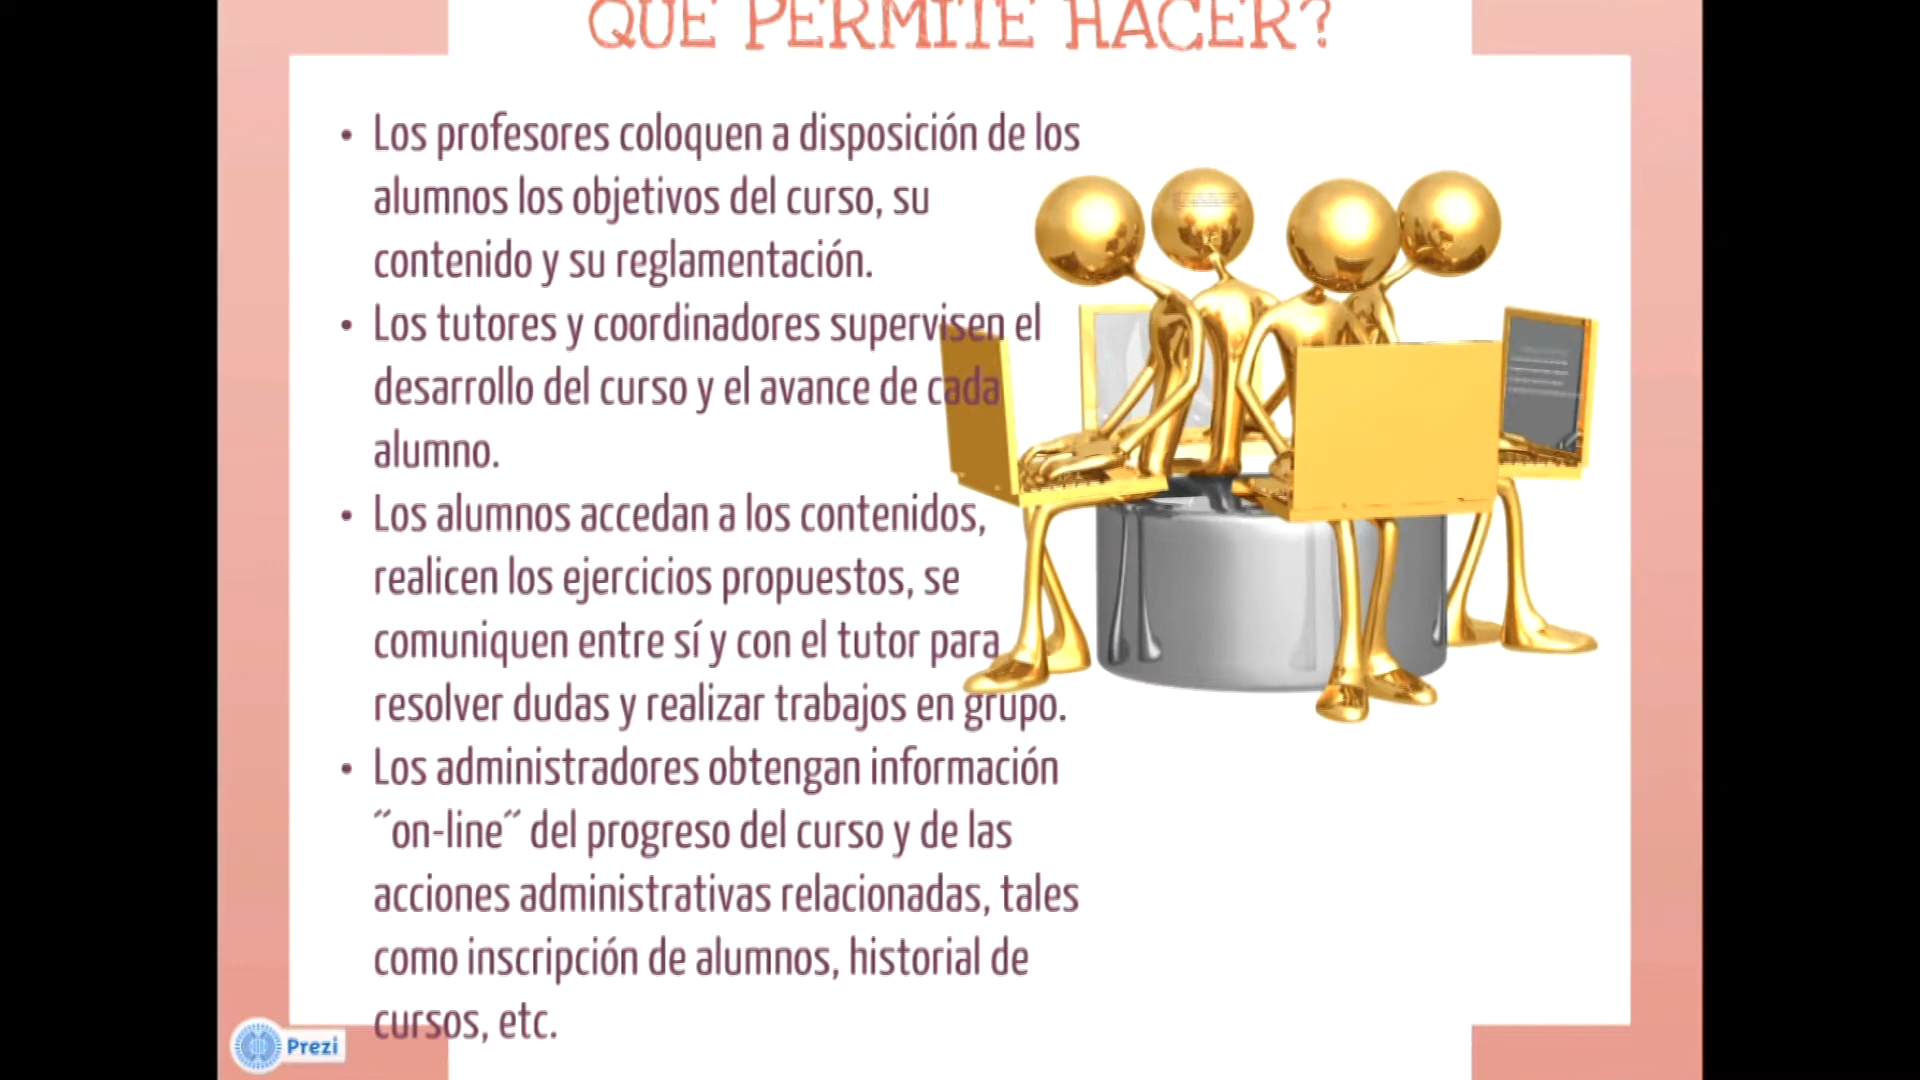 QUE PERMITE HACER?
• Los profesores coloquen a disposición de los
alumnos los objetivos del curso, su
contenido y su reglamentación.
• Los tutores y coordinadores supervisen el
desarrollo del curso y el avance de cada
alumno.
• Los alumnos accedan a los contenidos,
realicen los ejercicios propuestos, se
comuniquen entre sí y con el tutor para
resolver dudas y realizar trabajos en grupo.
• Los administradores obtengan información
´´on-line´´ del progreso del curso y de las
acciones administrativas relacionadas, tales
como inscripción de alumnos, historial de
cursos, etc.
Prezi